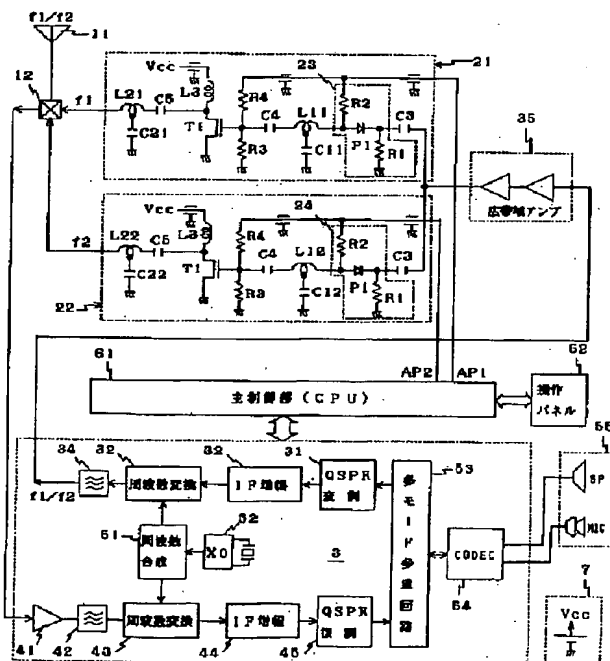 f1/f2
11
23
21
Vcc
12
f1
L21
C5
L3
R4
C4
L11
R2
C3
T1
P1
C21
R3
C11
R1
35
広帯域アンプ
24
Vcc
f2
L22
C5
L3
R4
C4
L12
R2
C3
T1
P1
C22
R3
C12
R1
22
61
AP2
AP1
62
主制御部(CPU)
操作
パネル
34
32
32
31
53
55
f1/f2
周波数変換
IF増幅
QSPR
変調
SP
51
52
周波数
合成
XO
3
多モード多重回路
CODEC
MIC
54
7
Vcc
41
42
43
周波数変換
44
IF増幅
45
QSPR
復調